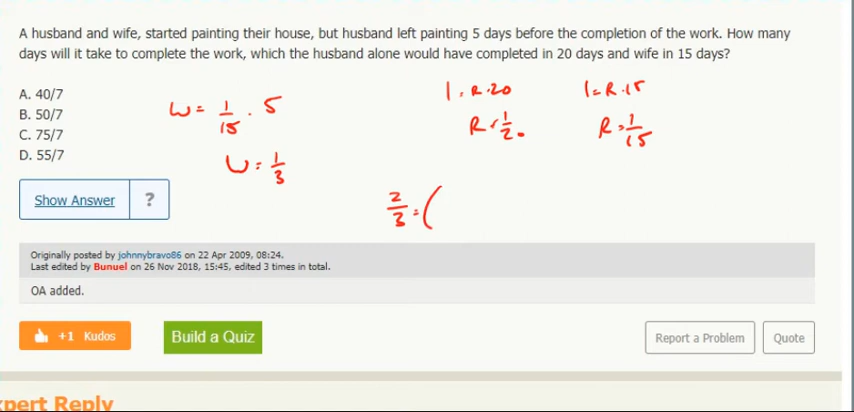 A husband and wife, started painting their house, but husband left painting 5 days before the completion of the work. How many
days will it take to complete the work, which the husband alone would have completed in 20 days and wife in 15 days?
A. 40/7
B. 50/7
C. 75/7
D. 55/7
W = 1/15 · 5
W = 1/3
1 = R · 20
R = 1/20
1 = R · 15
R = 1/15
2/3 = (
Show Answer ?
Originally posted by johnnybravo86 on 22 Apr 2009, 08:24.
Last edited by Bunuel on 26 Nov 2018, 15:45, edited 3 times in total.
OA added.
+1 Kudos
Build a Quiz
Report a Problem
Quote
pert Reply